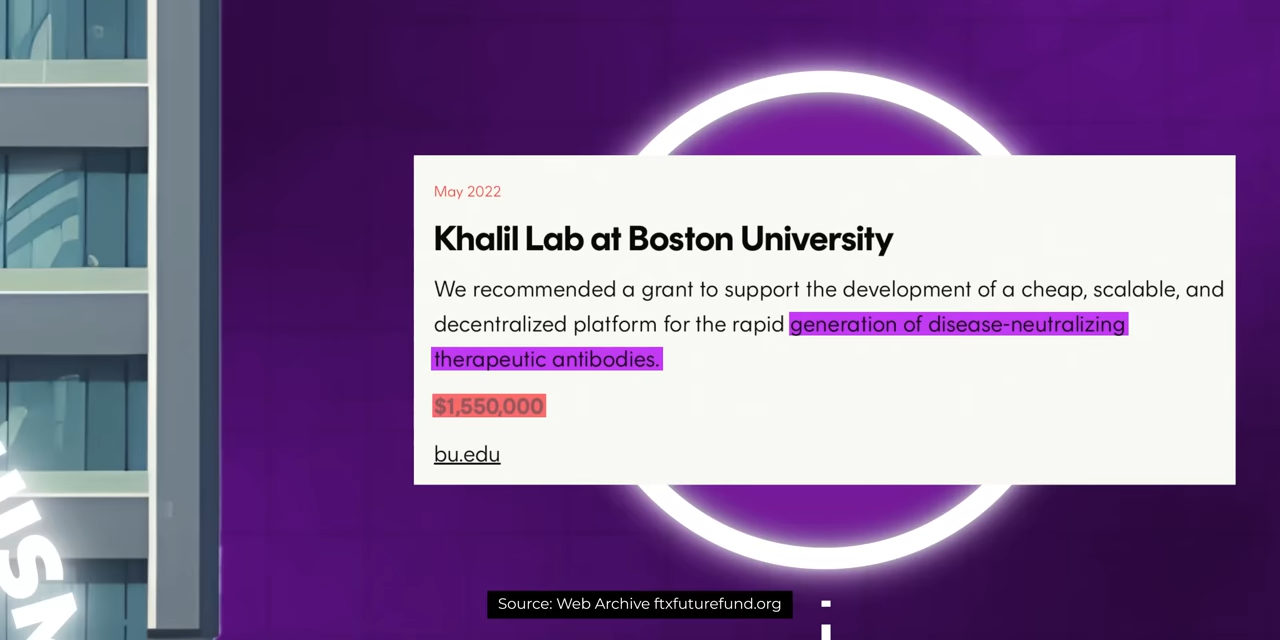 May 2022
Khalil Lab at Boston University
We recommended a grant to support the development of a cheap, scalable, and
decentralized platform for the rapid generation of disease-neutralizing
therapeutic antibodies.
$1,550,000
bu.edu
Source: Web Archive ftxfuturefund.org